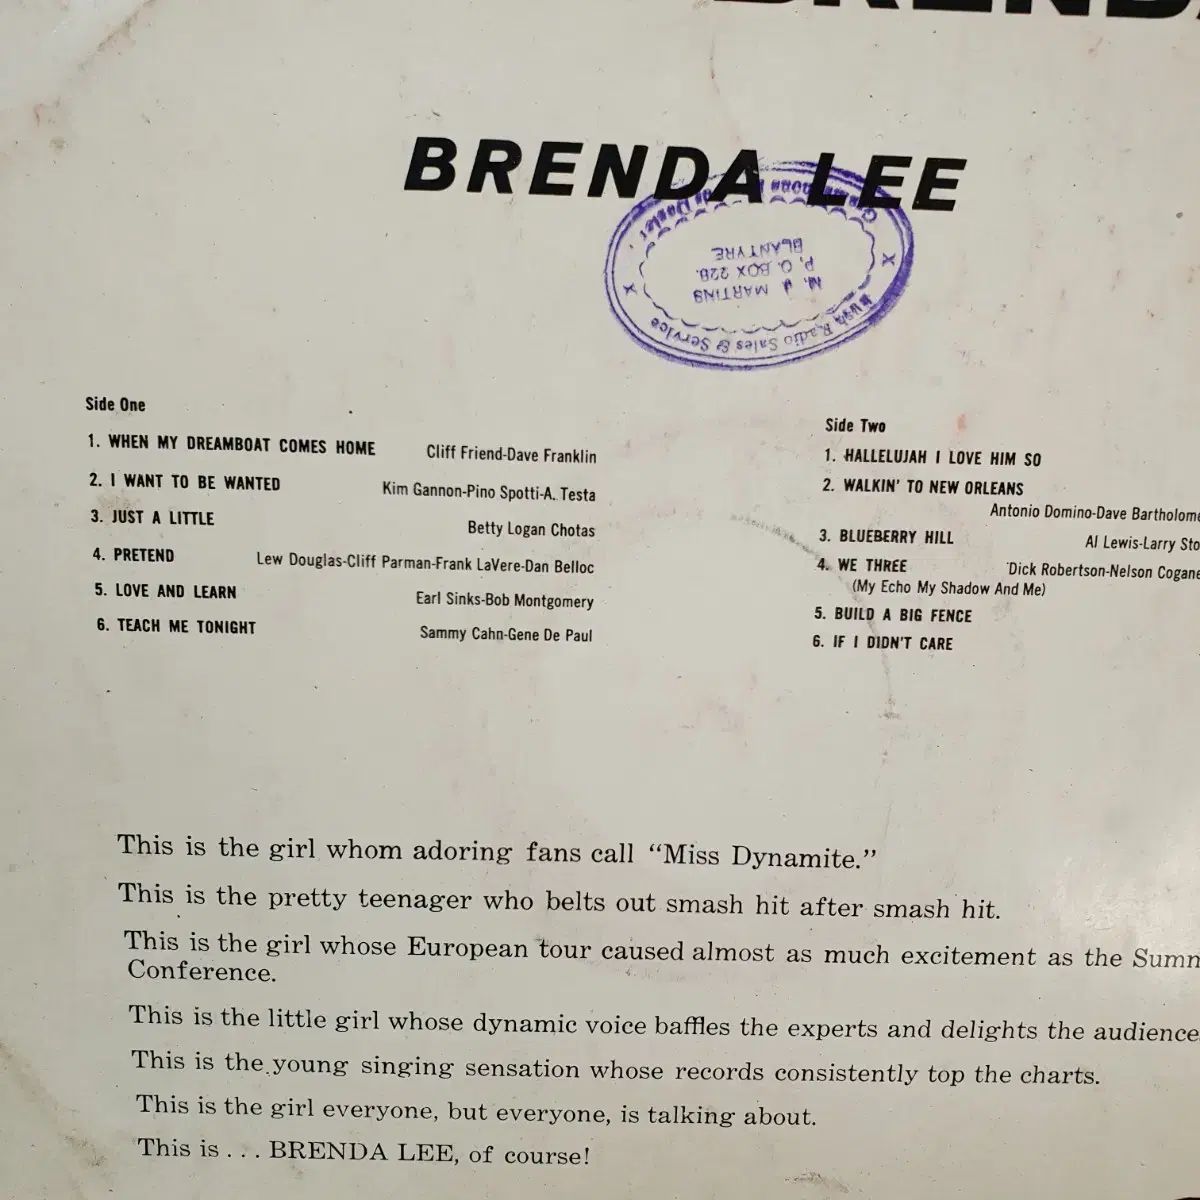 BRENDA
BRENDA LEE
M. J. MARTINS
P. O. BOX 228.
BLANTYRE
Radio Sales & Service
Side One
1. WHEN MY DREAMBOAT COMES HOME Cliff Friend-Dave Franklin
2. I WANT TO BE WANTED Kim Gannon-Pino Spotti-A. Testa
3. JUST A LITTLE Betty Logan Chotas
4. PRETEND Lew Douglas-Cliff Parman-Frank LaVere-Dan Belloc
5. LOVE AND LEARN Earl Sinks-Bob Montgomery
6. TEACH ME TONIGHT Sammy Cahn-Gene De Paul
Side Two
1. HALLELUJAH I LOVE HIM SO
2. WALKIN' TO NEW ORLEANS
Antonio Domino-Dave Bartholome
3. BLUEBERRY HILL Al Lewis-Larry Sto
4. WE THREE Dick Robertson-Nelson Cogane
(My Echo My Shadow And Me)
5. BUILD A BIG FENCE
6. IF I DIDN'T CARE
This is the girl whom adoring fans call “Miss Dynamite.”
This is the pretty teenager who belts out smash hit after smash hit.
This is the girl whose European tour caused almost as much excitement as the Summ
Conference.
This is the little girl whose dynamic voice baffles the experts and delights the audience
This is the young singing sensation whose records consistently top the charts.
This is the girl everyone, but everyone, is talking about.
This is . . . BRENDA LEE, of course!